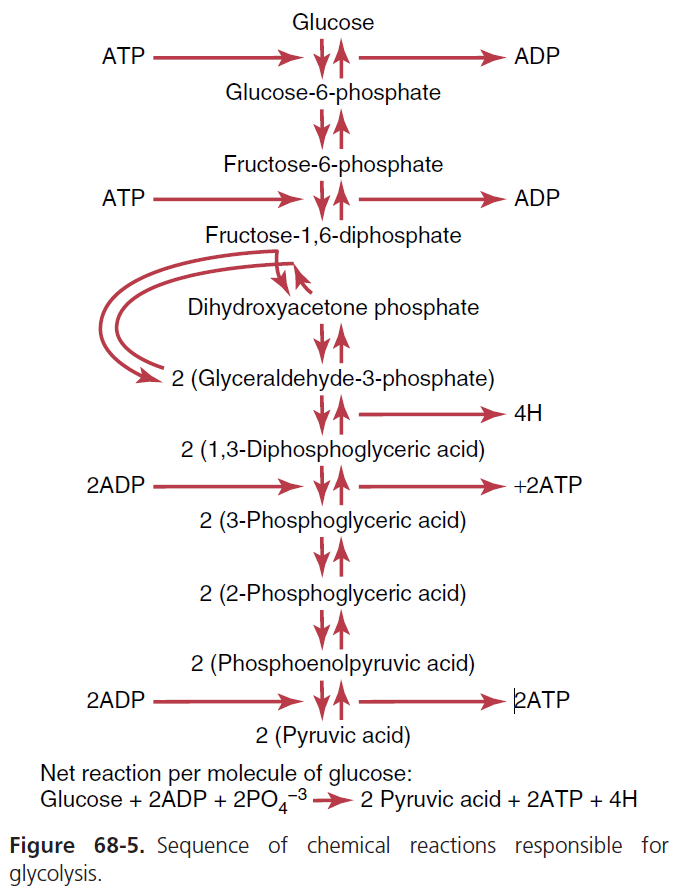 Glucose
ATP ADP
Glucose-6-phosphate
Fructose-6-phosphate
ATP ADP
Fructose-1,6-diphosphate
Dihydroxyacetone phosphate
2 (Glyceraldehyde-3-phosphate)
4H
2 (1,3-Diphosphoglyceric acid)
2ADP +2ATP
2 (3-Phosphoglyceric acid)
2 (2-Phosphoglyceric acid)
2 (Phosphoenolpyruvic acid)
2ADP 2ATP
2 (Pyruvic acid)
Net reaction per molecule of glucose:
Glucose + 2ADP + 2PO₄⁻³ → 2 Pyruvic acid + 2ATP + 4H
Figure 68-5. Sequence of chemical reactions responsible for
glycolysis.